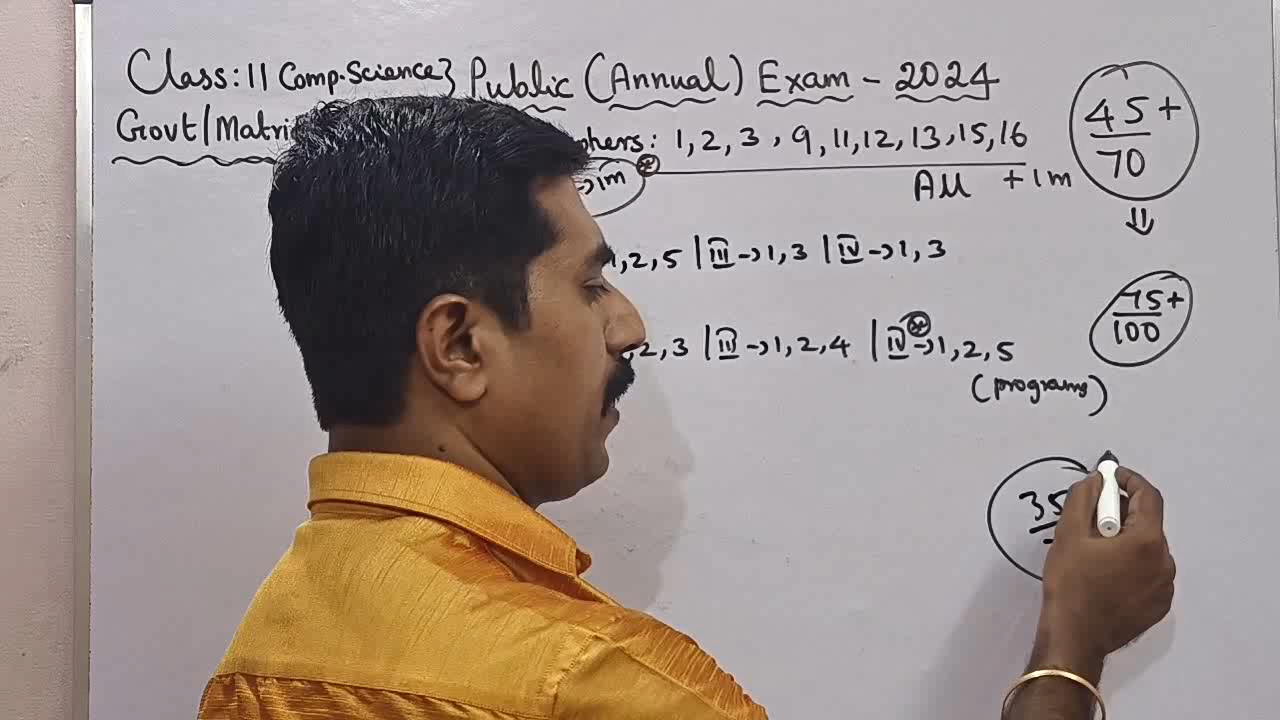 Class:11 Comp.Science} Public (Annual) Exam - 2024
Govt/Matri
1, 2, 3, 9, 11, 12, 13, 15, 16
→1m * All +1m
1,2,5 | III →1,3 | IV →1,3
2,3 | III →1,2,4 | IV * →1,2,5
(programs)
45+
70
⇓
75+
100
35